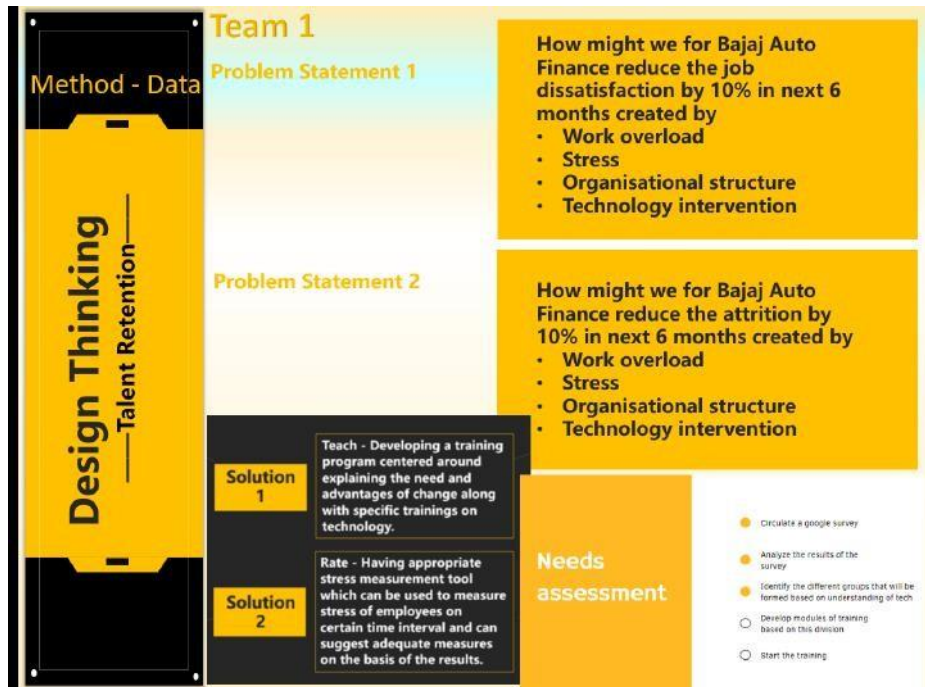 Method - Data
Design Thinking
Talent Retention
Team 1
Problem Statement 1
How might we for Bajaj Auto
Finance reduce the job
dissatisfaction by 10% in next 6
months created by
• Work overload
• Stress
• Organisational structure
• Technology intervention
Problem Statement 2
How might we for Bajaj Auto
Finance reduce the attrition by
10% in next 6 months created by
• Work overload
• Stress
• Organisational structure
• Technology intervention
Solution
1
Teach - Developing a training
program centered around
explaining the need and
advantages of change along
with specific trainings on
technology.
Solution
2
Rate - Having appropriate
stress measurement tool
which can be used to measure
stress of employees on
certain time interval and can
suggest adequate measures
on the basis of the results.
Needs
assessment
Circulate a google survey
Analyze the results of the
survey
Identify the different groups that will be
formed based on understanding of tech
Develop modules of training
based on this division
Start the training